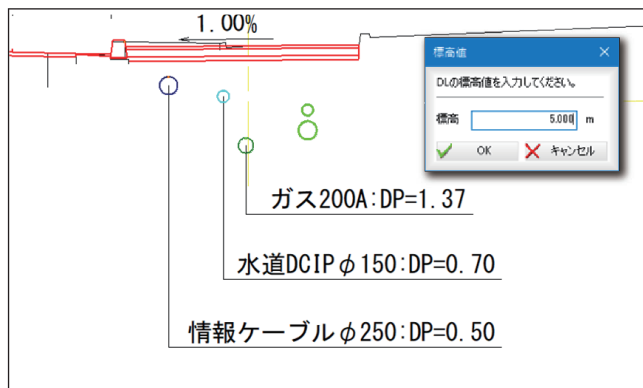 1.00%
標高値
DLの標高値を入力してください。
標高 5.000 m
OK キャンセル
ガス200A:DP=1.37
水道DCIPφ150:DP=0.70
情報ケーブルφ250:DP=0.50